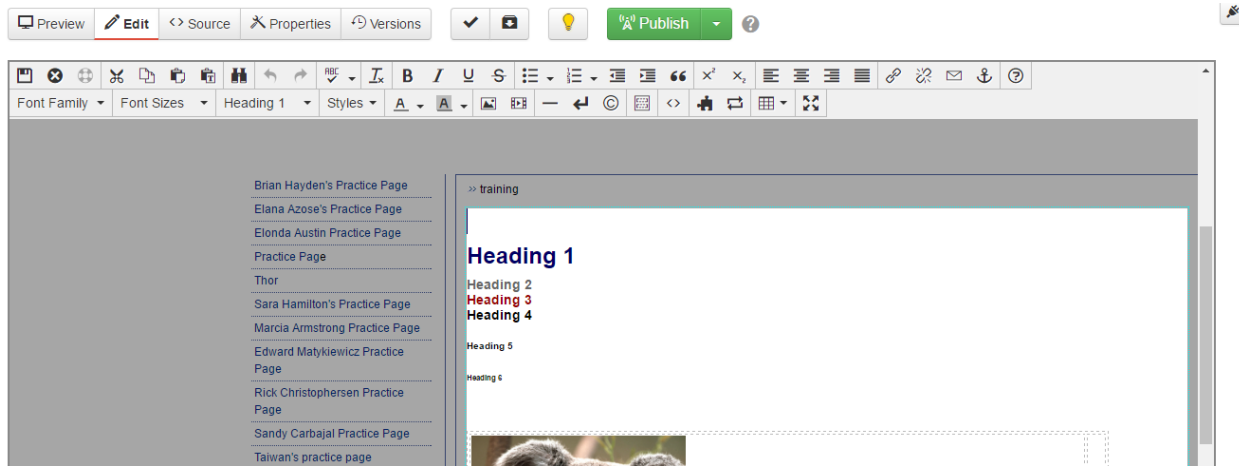 Preview Edit Source Properties Versions Publish
ABC B I U S x² x₂
Font Family Font Sizes Heading 1 Styles A A
Brian Hayden's Practice Page
Elana Azose's Practice Page
Elonda Austin Practice Page
Practice Page
Thor
Sara Hamilton's Practice Page
Marcia Armstrong Practice Page
Edward Matykiewicz Practice
Page
Rick Christophersen Practice
Page
Sandy Carbajal Practice Page
Taiwan's practice page
>> training
Heading 1
Heading 2
Heading 3
Heading 4
Heading 5
Heading 6